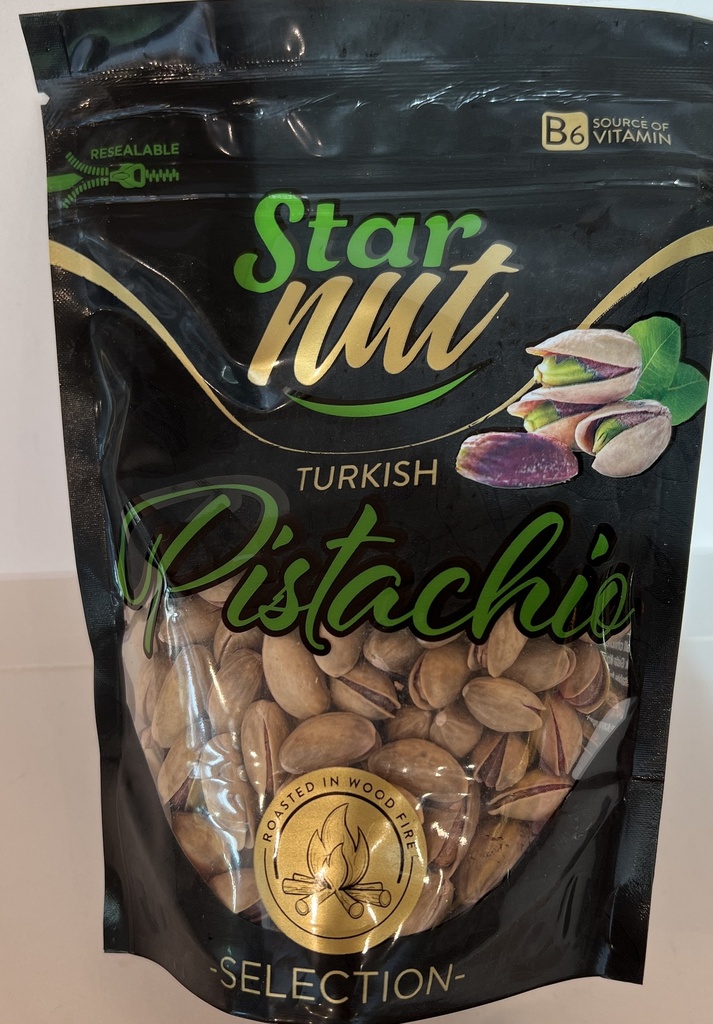 RESEALABLE
B6 SOURCE OF
VITAMIN
Star
nut
TURKISH
Pistachio
ROASTED IN WOOD FIRE
-SELECTION-